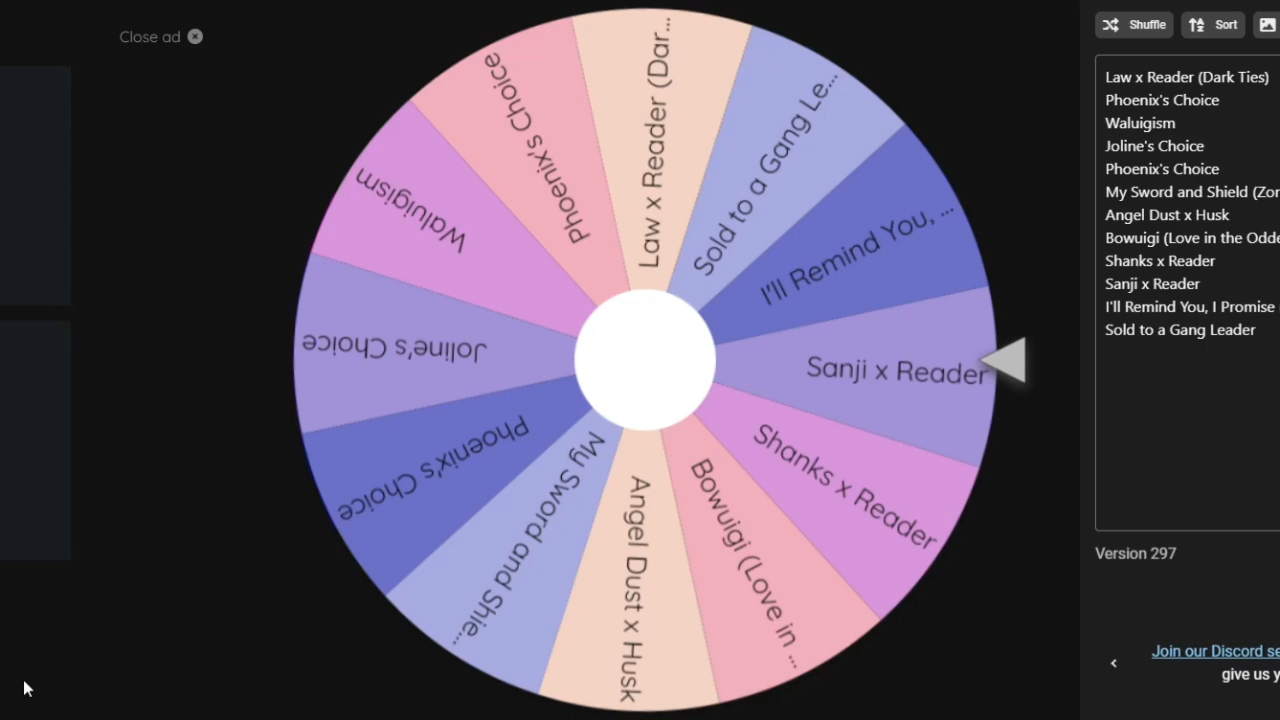 Close ad
Shuffle
Sort
Law x Reader (Dar...
Sold to a Gang Le...
I'll Remind You, ...
Sanji x Reader
Shanks x Reader
Bowuigi (Love in ...
Angel Dust x Husk
My Sword and Shie...
Phoenix's Choice
Joline's Choice
Waluigism
Phoenix's Choice
Law x Reader (Dark Ties)
Phoenix's Choice
Waluigism
Joline's Choice
Phoenix's Choice
My Sword and Shield (Zor
Angel Dust x Husk
Bowuigi (Love in the Odde
Shanks x Reader
Sanji x Reader
I'll Remind You, I Promise
Sold to a Gang Leader
Version 297
Join our Discord se
give us y